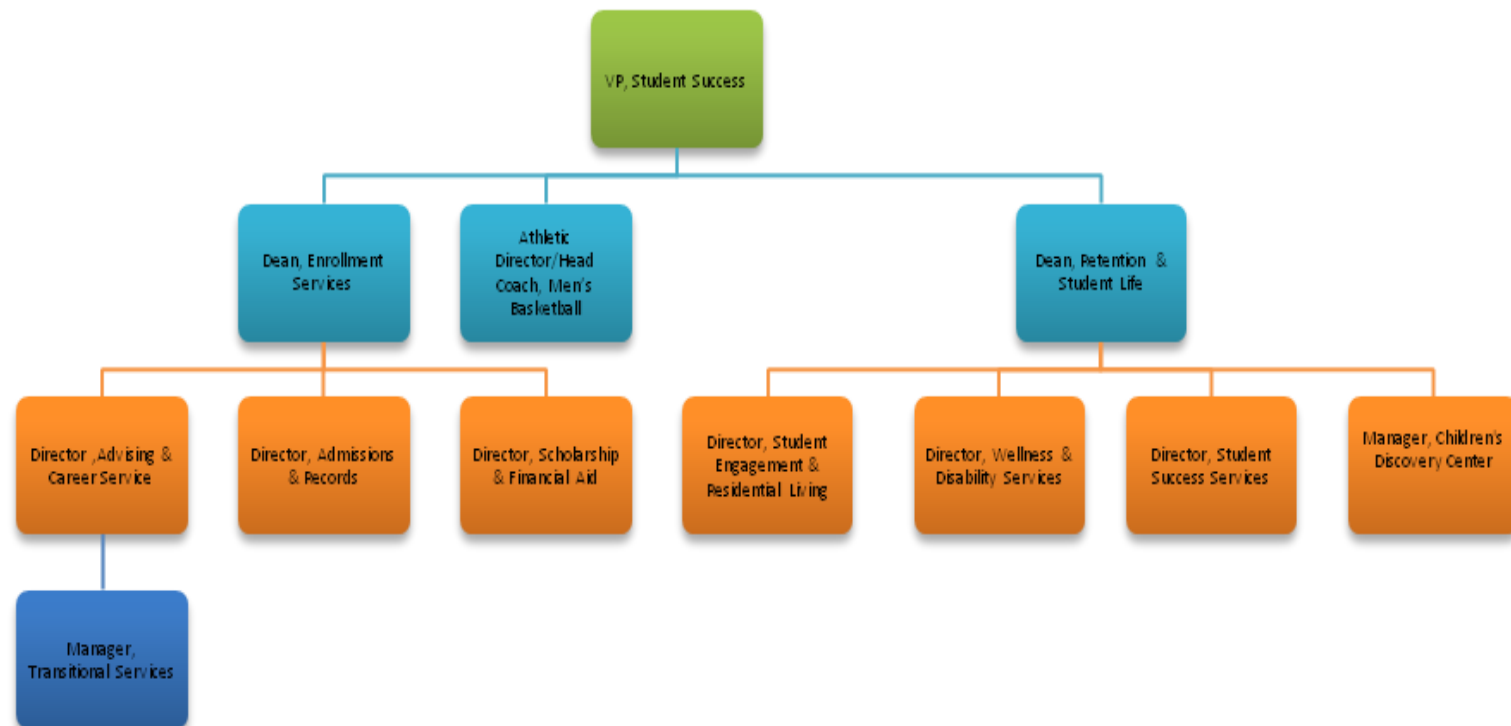 VP, Student Success
Dean, Enrollment
Services
Athletic
Director/Head
Coach, Men's
Basketball
Dean, Retention &
Student Life
Director ,Advising &
Career Service
Director, Admissions
& Records
Director, Scholarship
& Financial Aid
Director, Student
Engagement &
Residential Living
Director, Wellness &
Disability Services
Director, Student
Success Services
Manager, Children's
Discovery Center
Manager,
Transitional Services